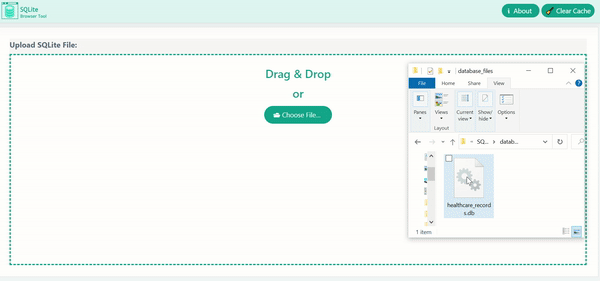 SQLite
Browser Tool
About
Clear Cache
Upload SQLite File:
Drag & Drop
or
Choose File...
database_files
File
Home
Share
View
Panes
Views
Current
view
Show/
hide
Options
Layout
SQ...
datab...
healthcare_record
s.db
1 item